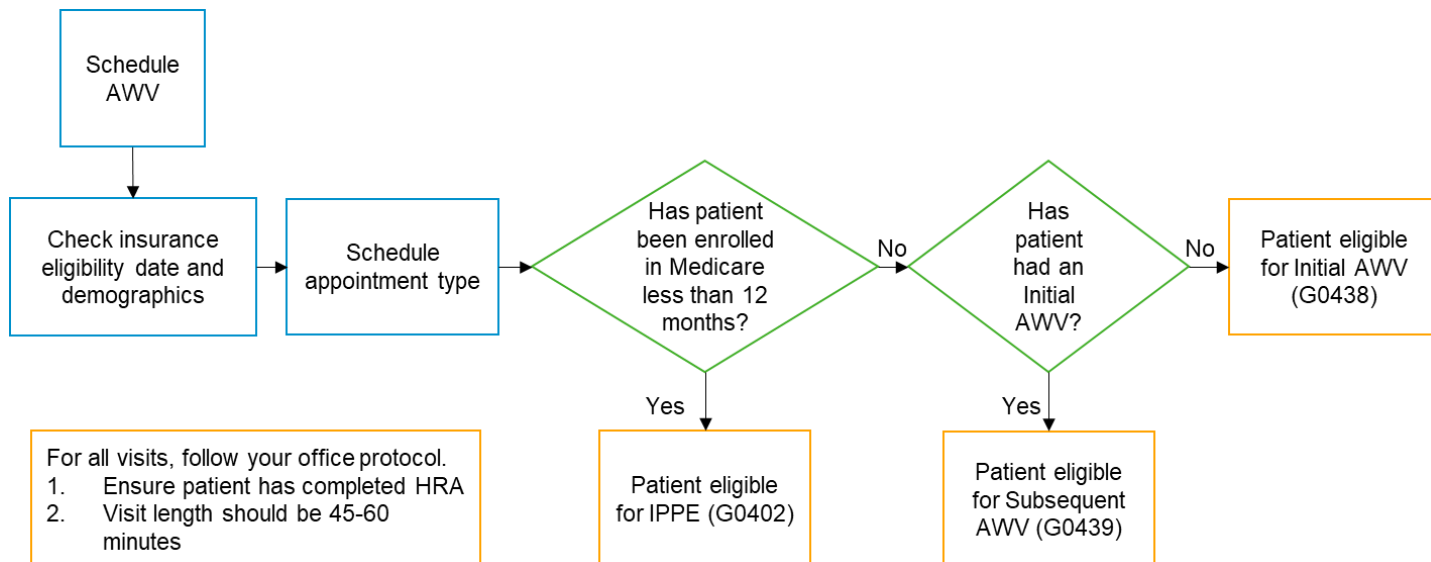 Schedule
AWV
Check insurance
eligibility date and
demographics
Schedule
appointment type
Has patient
been enrolled
in Medicare
less than 12
months?
No
Has
patient
had an
Initial
AWV?
No
Patient eligible
for Initial AWV
(G0438)
Yes
Yes
For all visits, follow your office protocol.
1. Ensure patient has completed HRA
2. Visit length should be 45-60
minutes
Patient eligible
for IPPE (G0402)
Patient eligible
for Subsequent
AWV (G0439)